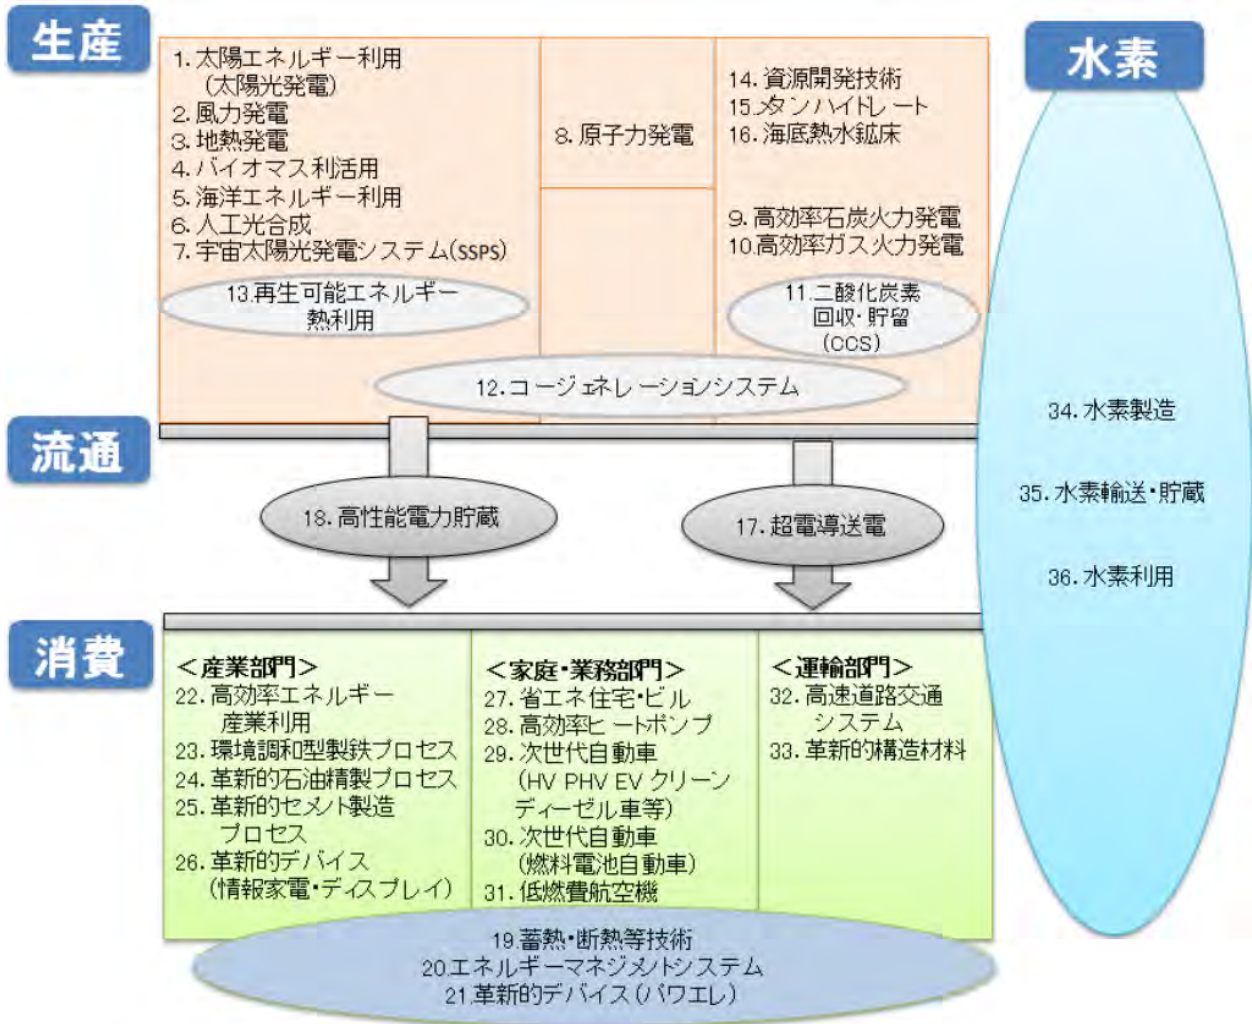 生産
1. 太陽エネルギー利用
(太陽光発電)
2. 風力発電
3. 地熱発電
4. バイオマス利活用
5. 海洋エネルギー利用
6. 人工光合成
7. 宇宙太陽光発電システム(SSPS)
13.再生可能エネルギー
熱利用
8. 原子力発電
14. 資源開発技術
15.メタンハイドレート
16. 海底熱水鉱床
9. 高効率石炭火力発電
10.高効率ガス火力発電
11.二酸化炭素
回収・貯留
(CCS)
12.コージェネレーションシステム
流通
18.高性能電力貯蔵
17.超電導送電
消費
<産業部門>
22.高効率エネルギー
産業利用
23.環境調和型製鉄プロセス
24.革新的石油精製プロセス
25.革新的セメント製造
プロセス
26.革新的デバイス
(情報家電・ディスプレイ)
<家庭・業務部門>
27.省エネ住宅・ビル
28.高効率ヒートポンプ
29.次世代自動車
(HV PHV EV クリーン
ディーゼル車等)
30.次世代自動車
(燃料電池自動車)
31.低燃費航空機
<運輸部門>
32.高速道路交通
システム
33.革新的構造材料
19.蓄熱・断熱等技術
20.エネルギーマネジメントシステム
21.革新的デバイス(パワエレ)
水素
34.水素製造
35.水素輸送・貯蔵
36.水素利用